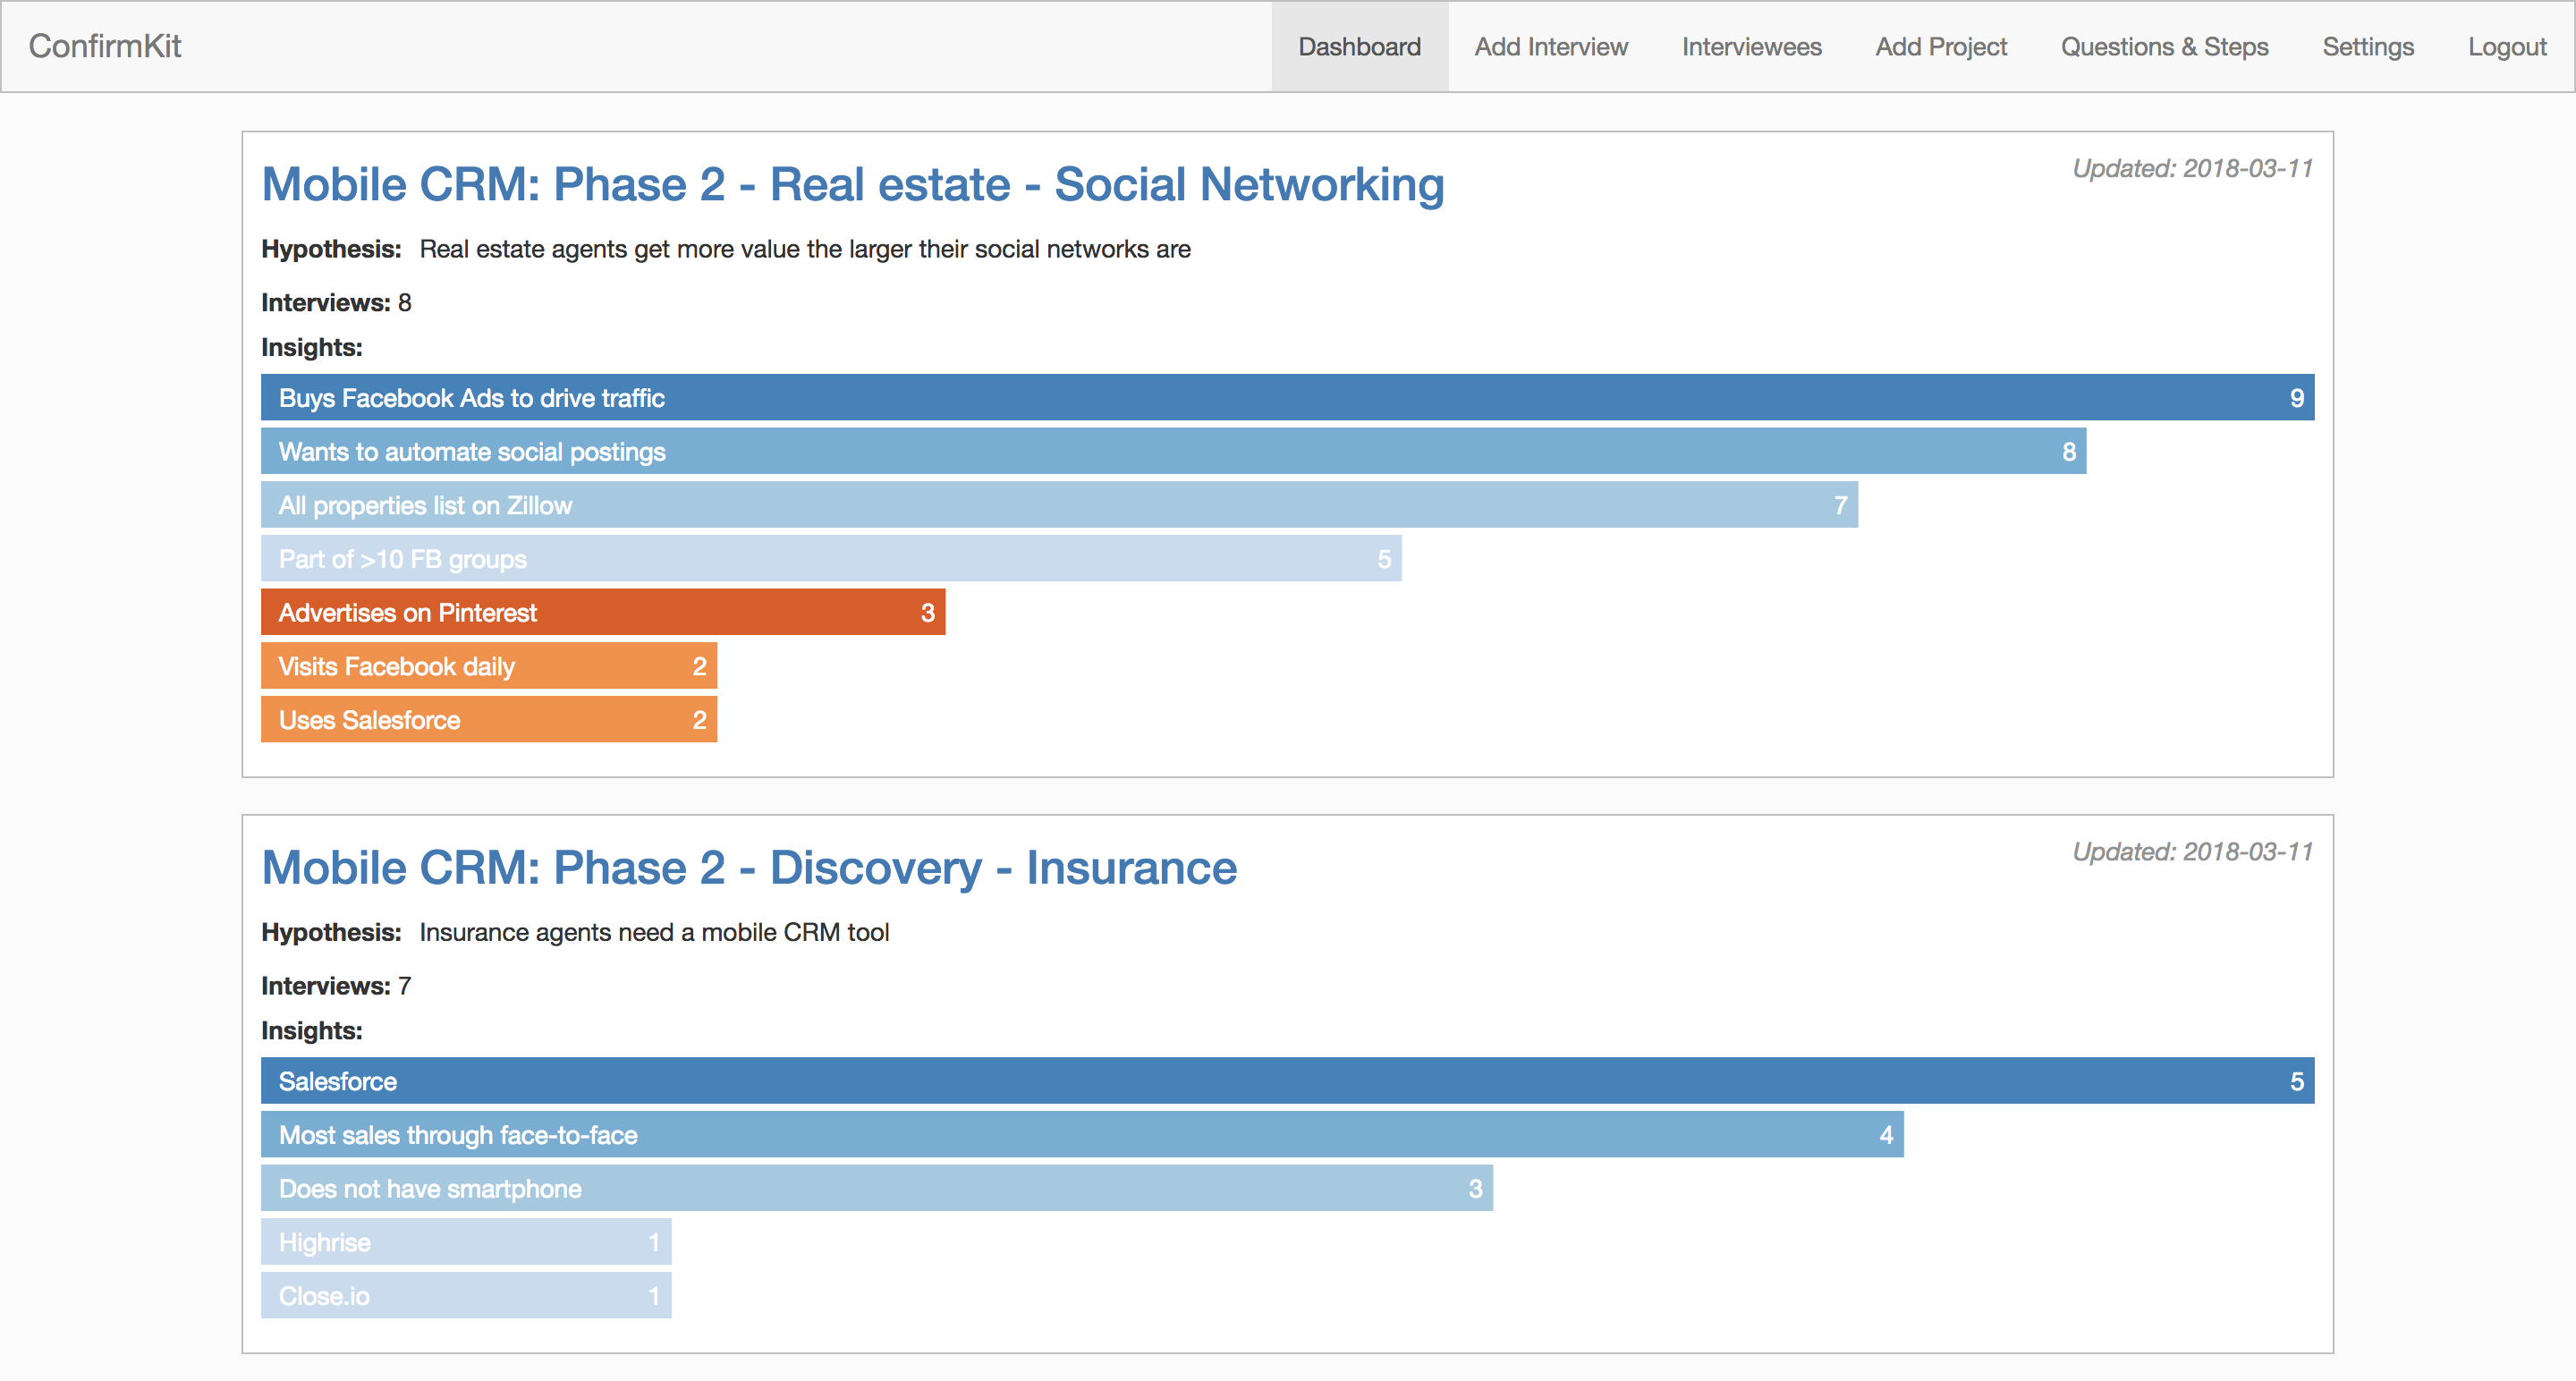 ConfirmKit Dashboard Add Interview Interviewees Add Project Questions & Steps Settings Logout
Mobile CRM: Phase 2 - Real estate - Social Networking Updated: 2018-03-11
Hypothesis: Real estate agents get more value the larger their social networks are
Interviews: 8
Insights:
Buys Facebook Ads to drive traffic 9
Wants to automate social postings 8
All properties list on Zillow 7
Part of >10 FB groups 5
Advertises on Pinterest 3
Visits Facebook daily 2
Uses Salesforce 2
Mobile CRM: Phase 2 - Discovery - Insurance Updated: 2018-03-11
Hypothesis: Insurance agents need a mobile CRM tool
Interviews: 7
Insights:
Salesforce 5
Most sales through face-to-face 4
Does not have smartphone 3
Highrise 1
Close.io 1